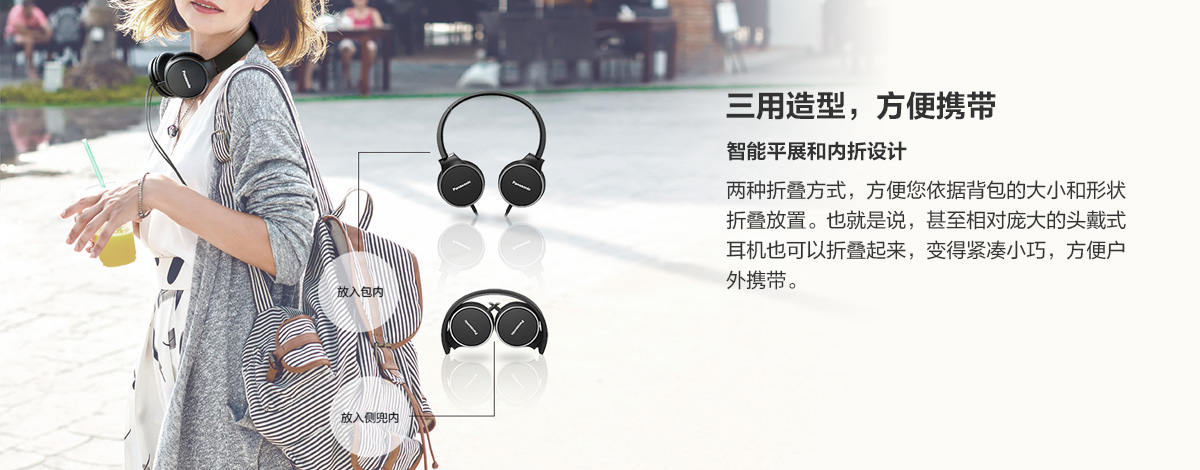 三用造型，方便携带
智能平展和内折设计
两种折叠方式，方便您依据背包的大小和形状
折叠放置。也就是说，甚至相对庞大的头戴式
耳机也可以折叠起来，变得紧凑小巧，方便户
外携带。
Panasonic
Panasonic
Panasonic
放入包内
Panasonic
Panasonic
放入侧兜内